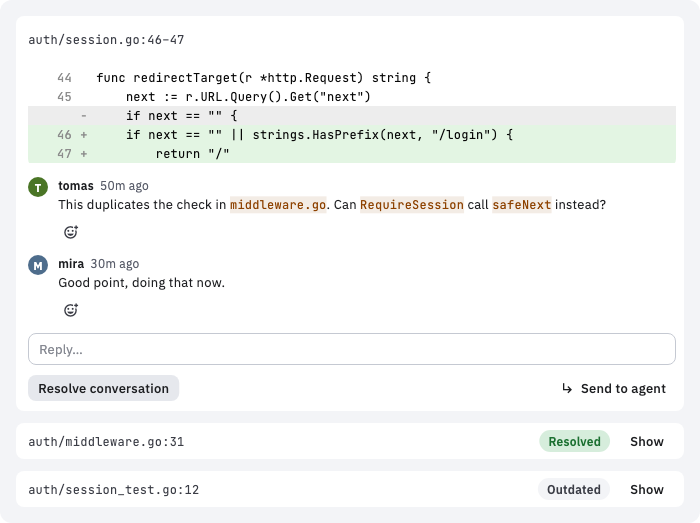 auth/session.go:46–47
44 func redirectTarget(r *http.Request) string {
45 next := r.URL.Query().Get("next")
- if next == "" {
46 + if next == "" || strings.HasPrefix(next, "/login") {
47 + return "/"
T tomas 50m ago
This duplicates the check in middleware.go. Can RequireSession call safeNext instead?
M mira 30m ago
Good point, doing that now.
Reply...
Resolve conversation Send to agent
auth/middleware.go:31 Resolved Show
auth/session_test.go:12 Outdated Show